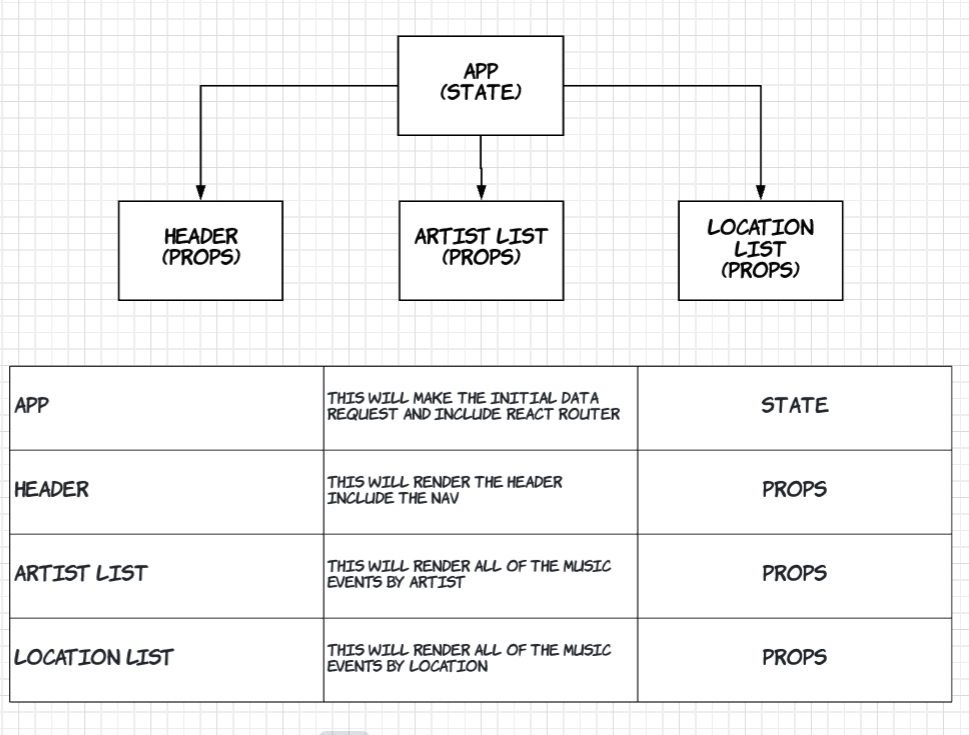 APP
(STATE)
HEADER
(PROPS)
ARTIST LIST
(PROPS)
LOCATION
LIST
(PROPS)
APP
THIS WILL MAKE THE INITIAL DATA
REQUEST AND INCLUDE REACT ROUTER
STATE
HEADER
THIS WILL RENDER THE HEADER
INCLUDE THE NAV
PROPS
ARTIST LIST
THIS WILL RENDER ALL OF THE MUSIC
EVENTS BY ARTIST
PROPS
LOCATION LIST
THIS WILL RENDER ALL OF THE MUSIC
EVENTS BY LOCATION
PROPS